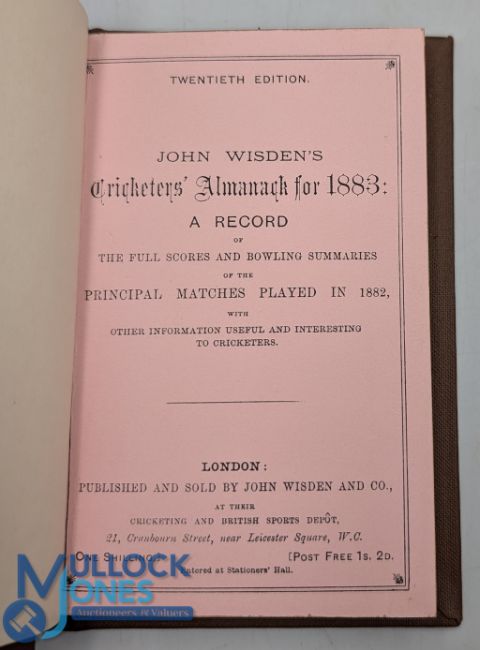 TWENTIETH EDITION.
JOHN WISDEN'S
Cricketers' Almanack for 1883:
A RECORD
OF
THE FULL SCORES AND BOWLING SUMMARIES
OF THE
PRINCIPAL MATCHES PLAYED IN 1882,
WITH
OTHER INFORMATION USEFUL AND INTERESTING
TO CRICKETERS.
LONDON:
PUBLISHED AND SOLD BY JOHN WISDEN AND CO.,
AT THEIR
CRICKETING AND BRITISH SPORTS DEPÔT,
21, Cranbourn Street, near Leicester Square, W.C.
ONE SHILLING. [POST FREE 1S. 2D.
Entered at Stationers' Hall.
MULLOCK
JONES
Auctioneers & Valuers